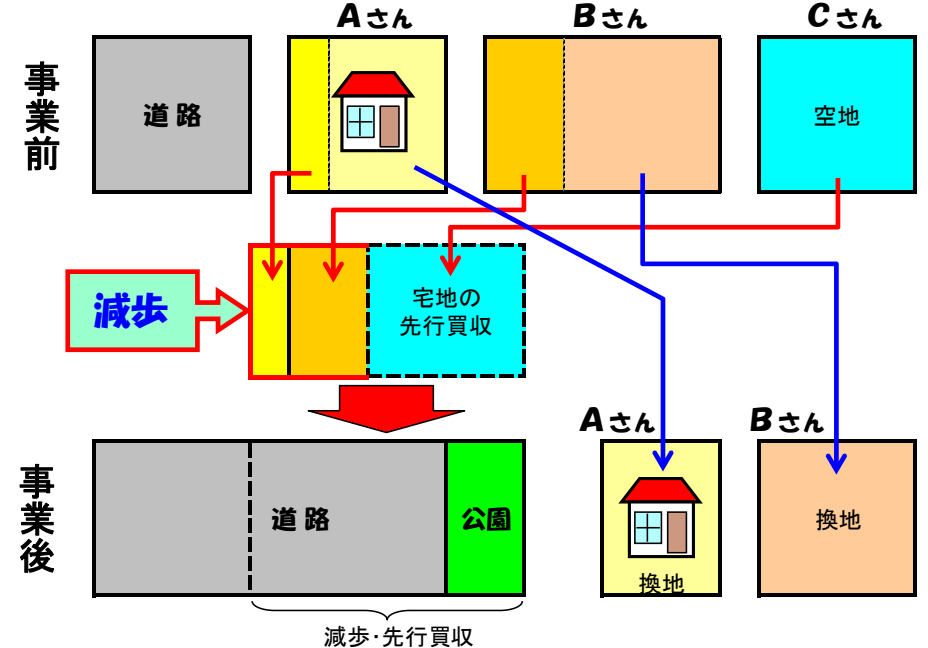 Aさん
Bさん
Cさん
事業前
道路
空地
減歩
宅地の
先行買収
Aさん
Bさん
事業後
道路
公園
換地
換地
減歩・先行買収